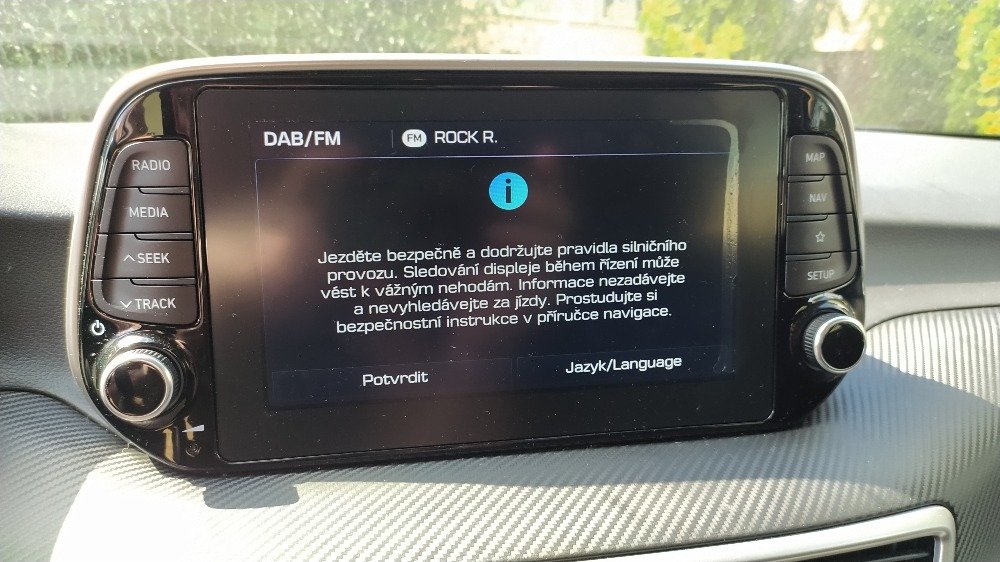 DAB/FM FM ROCK R.
RADIO
MEDIA
SEEK
TRACK
i
Jezděte bezpečně a dodržujte pravidla silničního
provozu. Sledování displeje během řízení může
vést k vážným nehodám. Informace nezadávejte
a nevyhledávejte za jízdy. Prostudujte si
bezpečnostní instrukce v příručce navigace.
Potvrdit Jazyk/Language
MAP
NAV
SETUP